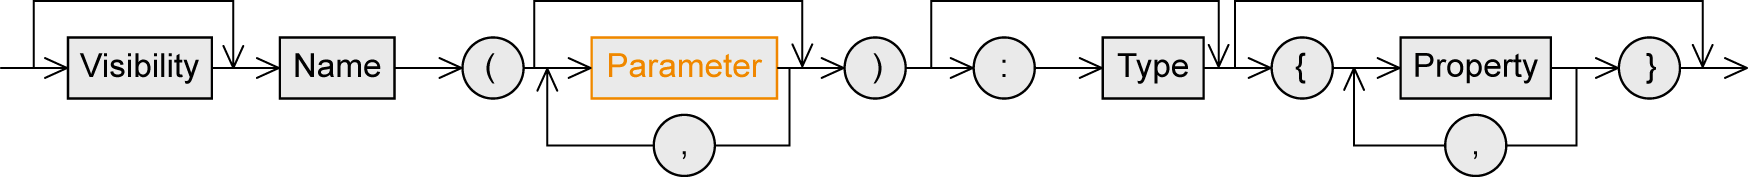 Visibility Name ( Parameter ) : Type { Property }
, ,